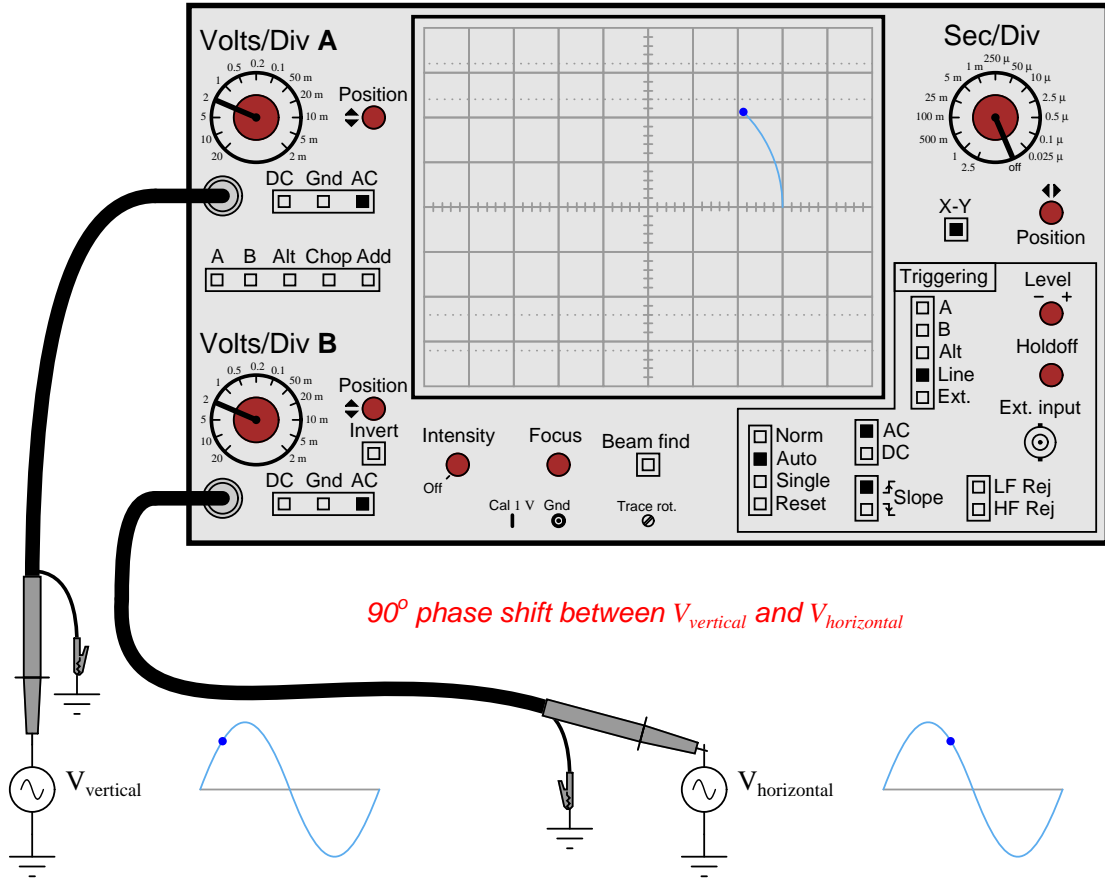 Volts/Div A
20 10 5 2 1 0.5 0.2 0.1 50 m 20 m 10 m 5 m 2 m
Position
DC Gnd AC
A B Alt Chop Add
Volts/Div B
20 10 5 2 1 0.5 0.2 0.1 50 m 20 m 10 m 5 m 2 m
Position
Invert
DC Gnd AC
Intensity
Off
Focus
Beam find
Cal 1 V Gnd
Trace rot.
Sec/Div
2.5 1 500 m 100 m 25 m 5 m 1 m 250 µ 50 µ 10 µ 2.5 µ 0.5 µ 0.1 µ 0.025 µ off
X-Y
Position
Triggering
A
B
Alt
Line
Ext.
Level
− +
Holdoff
Ext. input
Norm
Auto
Single
Reset
AC
DC
Slope
LF Rej
HF Rej
90° phase shift between Vvertical and Vhorizontal
Vvertical
Vhorizontal